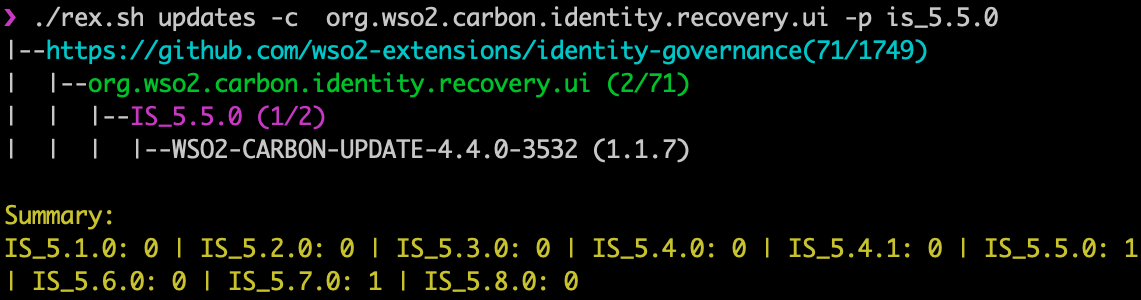 ❯ ./rex.sh updates -c  org.wso2.carbon.identity.recovery.ui -p is_5.5.0
|--https://github.com/wso2-extensions/identity-governance(71/1749)
|  |--org.wso2.carbon.identity.recovery.ui (2/71)
|  |  |--IS_5.5.0 (1/2)
|  |  |  |--WSO2-CARBON-UPDATE-4.4.0-3532 (1.1.7)
Summary:
IS_5.1.0: 0 | IS_5.2.0: 0 | IS_5.3.0: 0 | IS_5.4.0: 0 | IS_5.4.1: 0 | IS_5.5.0: 1
| IS_5.6.0: 0 | IS_5.7.0: 1 | IS_5.8.0: 0